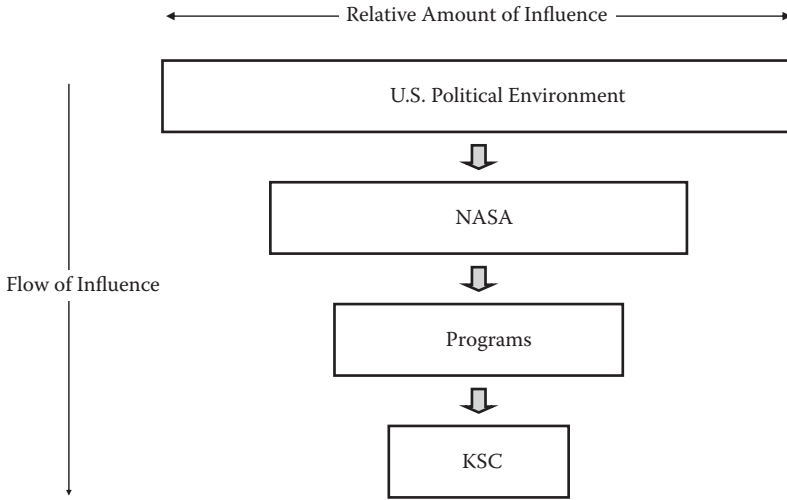 Relative Amount of Influence
U.S. Political Environment
NASA
Flow of Influence
Programs
KSC